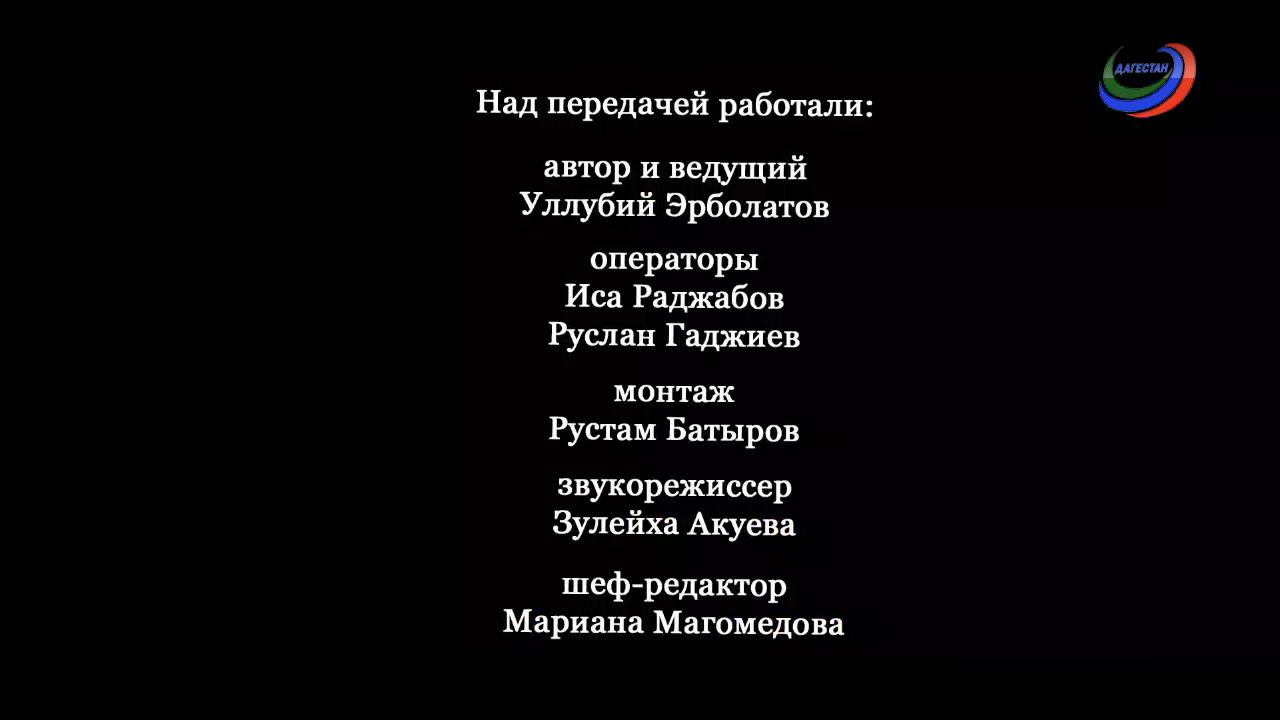 ДАГЕСТАН
Над передачей работали:
автор и ведущий
Уллубий Эрболатов
операторы
Иса Раджабов
Руслан Гаджиев
монтаж
Рустам Батыров
звукорежиссер
Зулейха Акуева
шеф-редактор
Мариана Магомедова